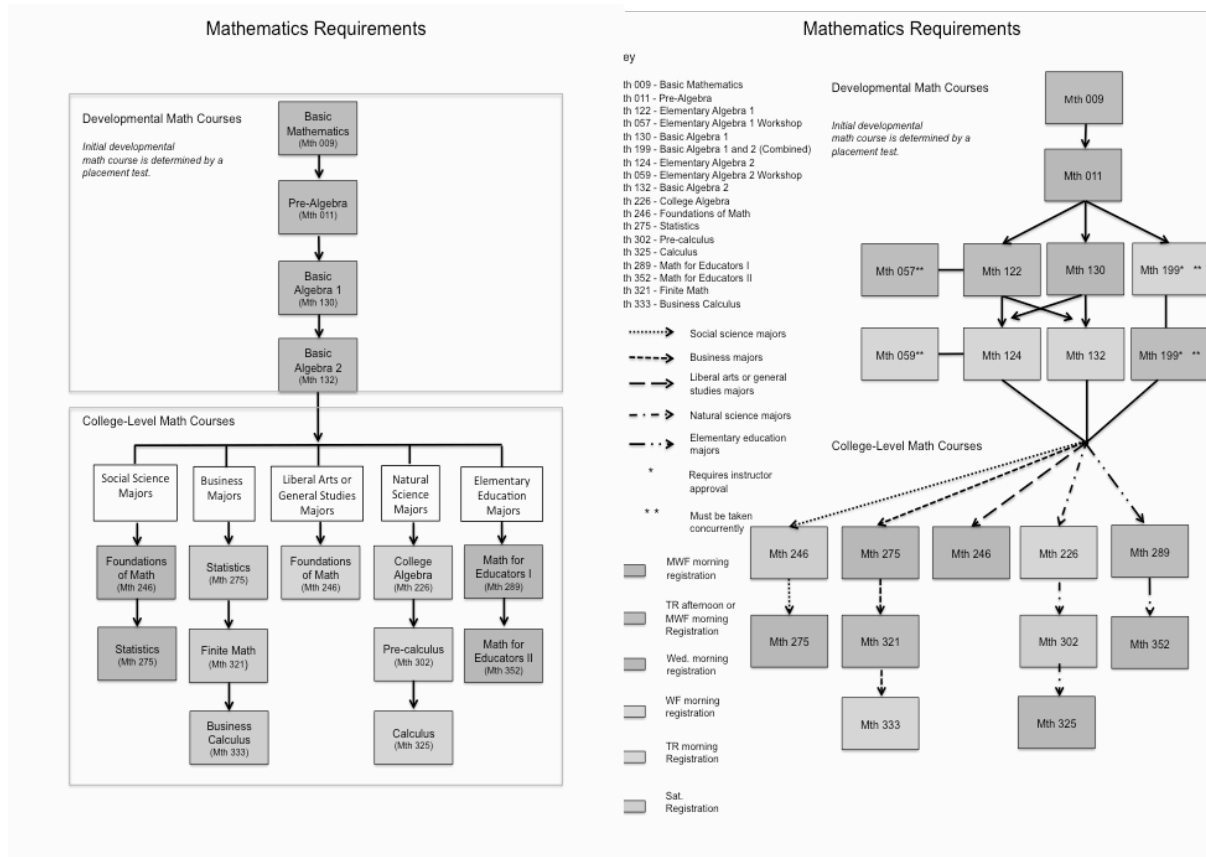 Mathematics Requirements
Developmental Math Courses
Initial developmental
math course is determined by a
placement test.
Basic
Mathematics
(Mth 009)
Pre-Algebra
(Mth 011)
Basic
Algebra 1
(Mth 130)
Basic
Algebra 2
(Mth 132)
College-Level Math Courses
Social Science
Majors
Business
Majors
Liberal Arts or
General Studies
Majors
Natural
Science
Majors
Elementary
Education
Majors
Foundations
of Math
(Mth 246)
Statistics
(Mth 275)
Foundations
of Math
(Mth 246)
College
Algebra
(Mth 226)
Math for
Educators I
(Mth 289)
Statistics
(Mth 275)
Finite Math
(Mth 321)
Pre-calculus
(Mth 302)
Math for
Educators II
(Mth 352)
Business
Calculus
(Mth 333)
Calculus
(Mth 325)
Mathematics Requirements
ey
th 009 - Basic Mathematics
th 011 - Pre-Algebra
th 122 - Elementary Algebra 1
th 057 - Elementary Algebra 1 Workshop
th 130 - Basic Algebra 1
th 199 - Basic Algebra 1 and 2 (Combined)
th 124 - Elementary Algebra 2
th 059 - Elementary Algebra 2 Workshop
th 132 - Basic Algebra 2
th 226 - College Algebra
th 246 - Foundations of Math
th 275 - Statistics
th 302 - Pre-calculus
th 325 - Calculus
th 289 - Math for Educators I
th 352 - Math for Educators II
th 321 - Finite Math
th 333 - Business Calculus
Social science majors
Business majors
Liberal arts or general
studies majors
Natural science majors
Elementary education
majors
* Requires instructor
approval
* * Must be taken
concurrently
MWF morning
registration
TR afternoon or
MWF morning
Registration
Wed. morning
registration
WF morning
registration
TR morning
Registration
Sat.
Registration
Developmental Math Courses
Initial developmental
math course is determined by a
placement test.
Mth 009
Mth 011
Mth 057**
Mth 122
Mth 130
Mth 199* **
Mth 059**
Mth 124
Mth 132
Mth 199* **
College-Level Math Courses
Mth 246
Mth 275
Mth 246
Mth 226
Mth 289
Mth 275
Mth 321
Mth 302
Mth 352
Mth 333
Mth 325